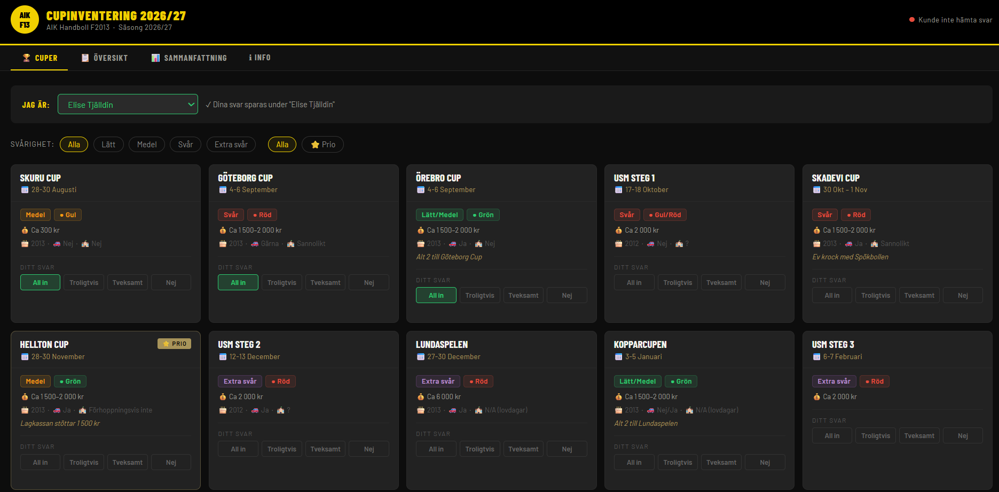 AIK
F13
CUPINVENTERING 2026/27
AIK Handboll F2013 · Säsong 2026/27
Kunde inte hämta svar
CUPER
ÖVERSIKT
SAMMANFATTNING
ℹ INFO
JAG ÄR:
Elise Tjälldin
✓ Dina svar sparas under "Elise Tjälldin"
SVÅRIGHET:
Alla
Lätt
Medel
Svår
Extra svår
Alla
Prio
SKURU CUP
28-30 Augusti
Medel
• Gul
Ca 300 kr
2013 · Nej · Nej
DITT SVAR
All in
Troligtvis
Tveksamt
Nej
GÖTEBORG CUP
4-6 September
Svår
• Röd
Ca 1 500–2 000 kr
2013 · Gärna · Sannolikt
DITT SVAR
All in
Troligtvis
Tveksamt
Nej
ÖREBRO CUP
4-6 September
Lätt/Medel
• Grön
Ca 1 500–2 000 kr
2013 · Ja · Nej
Alt 2 till Göteborg Cup
DITT SVAR
All in
Troligtvis
Tveksamt
Nej
USM STEG 1
17-18 Oktober
Svår
• Gul/Röd
Ca 2 000 kr
2012 · Nej · ?
DITT SVAR
All in
Troligtvis
Tveksamt
Nej
SKADEVI CUP
30 Okt – 1 Nov
Svår
• Röd
Ca 1 500–2 000 kr
2013 · Ja · Sannolikt
Ev krock med Spökbollen
DITT SVAR
All in
Troligtvis
Tveksamt
Nej
HELLTON CUP
PRIO
28-30 November
Medel
• Grön
Ca 1 500–2 000 kr
2013 · Ja · Förhoppningsvis inte
Lagkassan stöttar 1 500 kr
DITT SVAR
All in
Troligtvis
Tveksamt
Nej
USM STEG 2
12-13 December
Extra svår
• Röd
Ca 2 000 kr
2012 · Ja · ?
DITT SVAR
All in
Troligtvis
Tveksamt
Nej
LUNDASPELEN
27-30 December
Extra svår
• Röd
Ca 6 000 kr
2013 · Ja · N/A (lovdagar)
DITT SVAR
All in
Troligtvis
Tveksamt
Nej
KOPPARCUPEN
3-5 Januari
Lätt/Medel
• Grön
Ca 1 500–2 000 kr
2013 · Nej/Ja · N/A (lovdagar)
Alt 2 till Lundaspelen
DITT SVAR
All in
Troligtvis
Tveksamt
Nej
USM STEG 3
6-7 Februari
Extra svår
• Röd
Ca 2 000 kr
DITT SVAR
All in
Troligtvis
Tveksamt
Nej